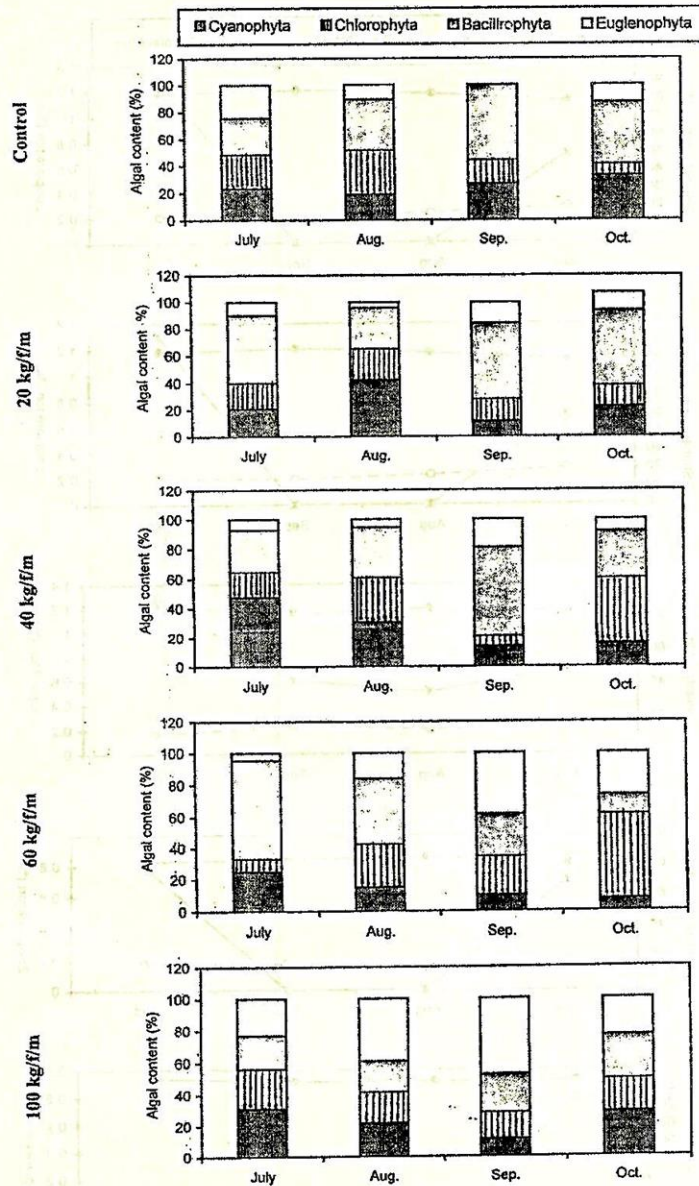 Cyanophyta Chlorophyta Bacillrophyta Euglenophyta
Control
Algal content (%)
120
100
80
60
40
20
0
July Aug. Sep. Oct.
20 kg/f/m
Algal content %)
120
100
80
60
40
20
0
July Aug. Sep. Oct.
40 kg/f/m
Algal content (%)
120
100
80
60
40
20
0
July Aug. Sep. Oct.
60 kg/f/m
Algal content (%)
120
100
80
60
40
20
0
July Aug. Sep. Oct.
100 kg/f/m
Algal content (%)
120
100
80
60
40
20
0
July Aug. Sep. Oct.